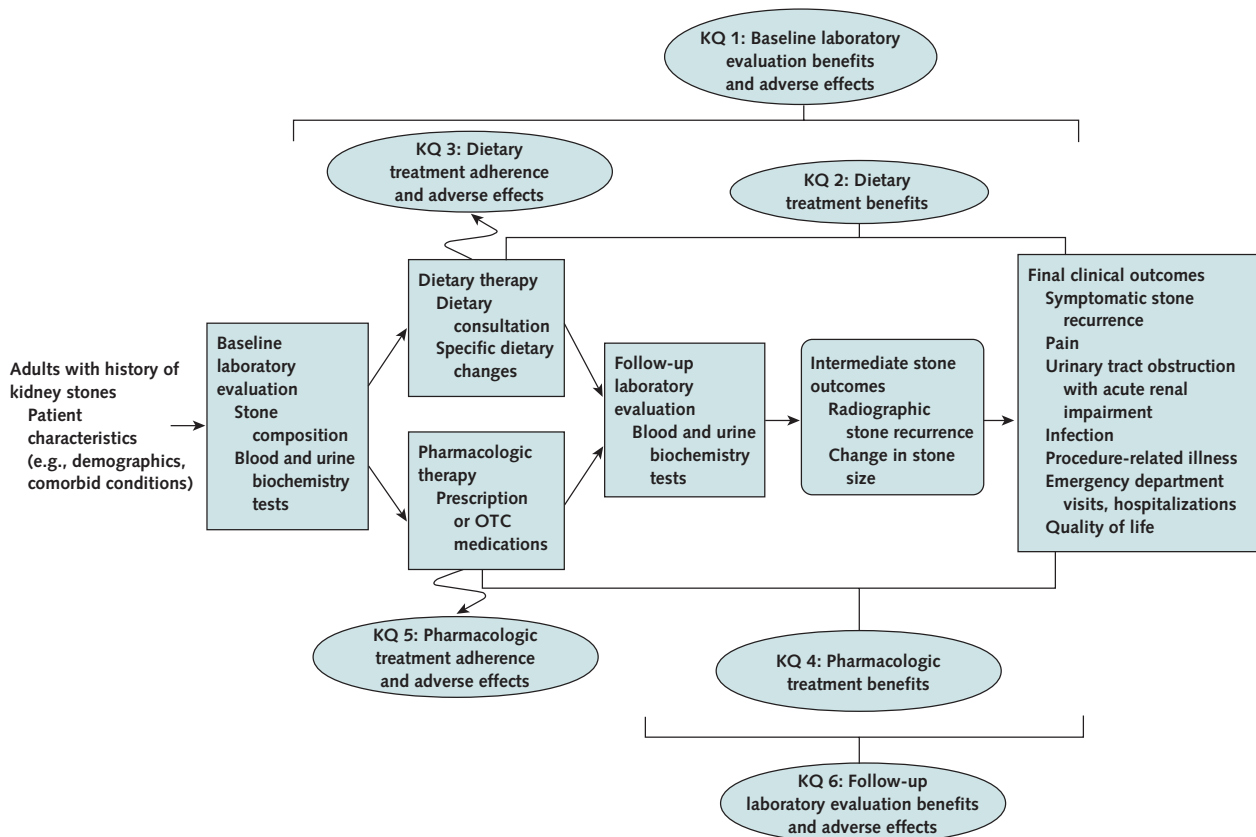 KQ 1: Baseline laboratory
evaluation benefits
and adverse effects
KQ 3: Dietary
treatment adherence
and adverse effects
KQ 2: Dietary
treatment benefits
Adults with history of
kidney stones
Patient
characteristics
(e.g., demographics,
comorbid conditions)
Baseline
laboratory
evaluation
Stone
composition
Blood and urine
biochemistry
tests
Dietary therapy
Dietary
consultation
Specific dietary
changes
Pharmacologic
therapy
Prescription
or OTC
medications
Follow-up
laboratory
evaluation
Blood and urine
biochemistry
tests
Intermediate stone
outcomes
Radiographic
stone recurrence
Change in stone
size
Final clinical outcomes
Symptomatic stone
recurrence
Pain
Urinary tract obstruction
with acute renal
impairment
Infection
Procedure-related illness
Emergency department
visits, hospitalizations
Quality of life
KQ 5: Pharmacologic
treatment adherence
and adverse effects
KQ 4: Pharmacologic
treatment benefits
KQ 6: Follow-up
laboratory evaluation benefits
and adverse effects